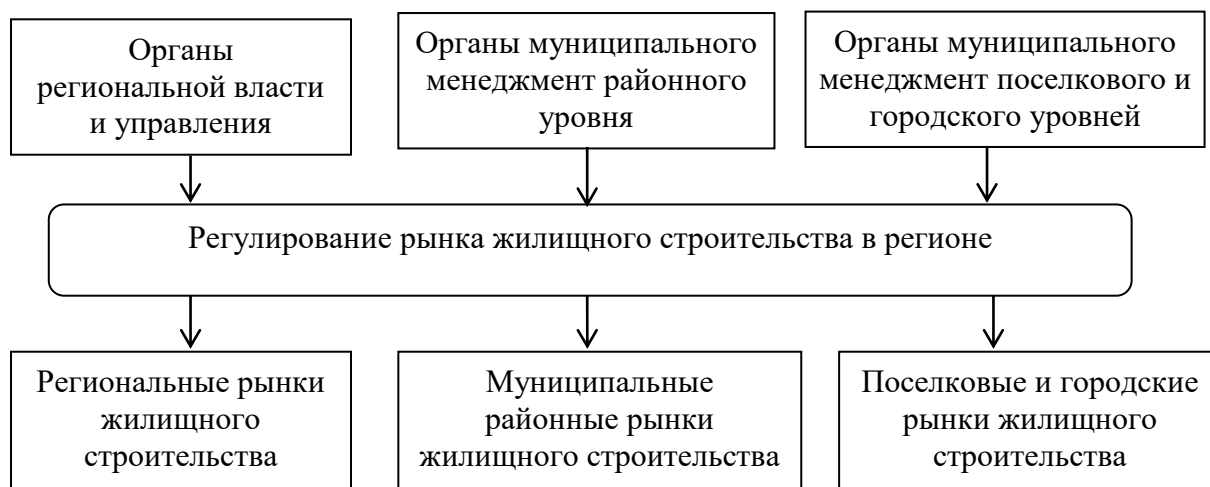 Органы
региональной власти
и управления
Органы муниципального
менеджмент районного
уровня
Органы муниципального
менеджмент поселкового и
городского уровней
Регулирование рынка жилищного строительства в регионе
Региональные рынки
жилищного
строительства
Муниципальные
районные рынки
жилищного строительства
Поселковые и городские
рынки жилищного
строительства